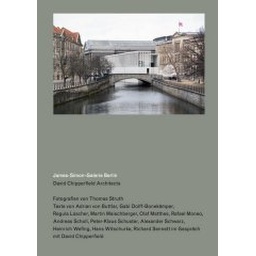 James-Simon-Galerie Berlin
David Chipperfield Architects
Fotografien von Thomas Struth
Texte von Adrian von Buttlar, Gabi Dolff-Bonekämper,
Regula Lüscher, Martin Mosebach, Olaf Matthes, Rafael Moneo,
Andreas Scholl, Peter-Klaus Schuster, Alexander Schwarz,
Heinrich Wefing, Hans Wittschurke, Richard Sennett im Gespräch
mit David Chipperfield